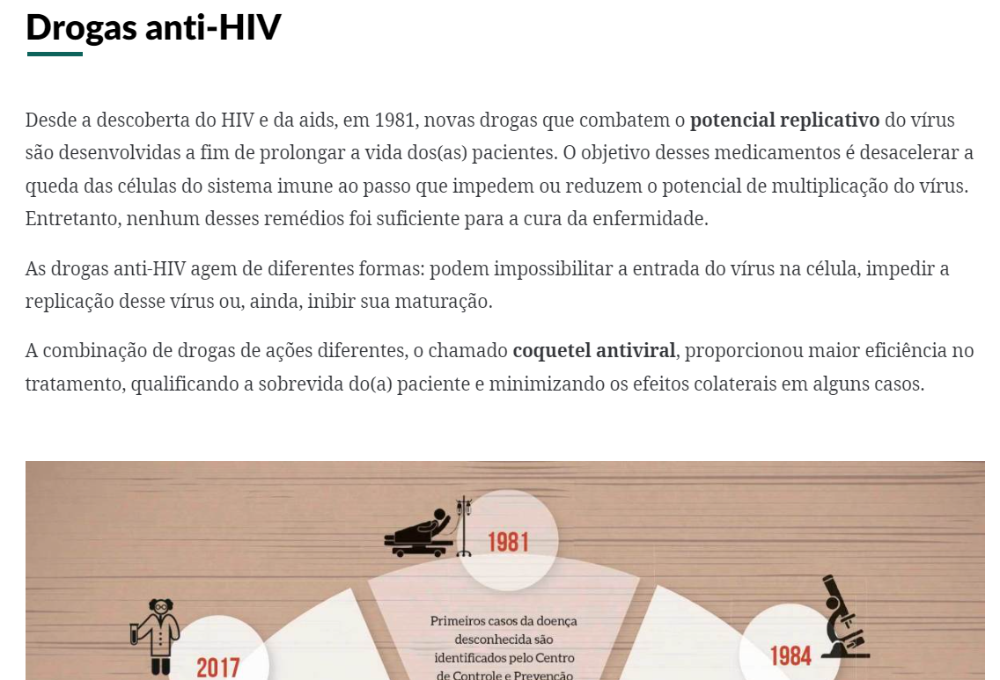 Drogas anti-HIV
Desde a descoberta do HIV e da aids, em 1981, novas drogas que combatem o potencial replicativo do vírus
são desenvolvidas a fim de prolongar a vida dos(as) pacientes. O objetivo desses medicamentos é desacelerar a
queda das células do sistema imune ao passo que impedem ou reduzem o potencial de multiplicação do vírus.
Entretanto, nenhum desses remédios foi suficiente para a cura da enfermidade.
As drogas anti-HIV agem de diferentes formas: podem impossibilitar a entrada do vírus na célula, impedir a
replicação desse vírus ou, ainda, inibir sua maturação.
A combinação de drogas de ações diferentes, o chamado coquetel antiviral, proporcionou maior eficiência no
tratamento, qualificando a sobrevida do(a) paciente e minimizando os efeitos colaterais em alguns casos.
1981
Primeiros casos da doença
desconhecida são
identificados pelo Centro
de Controle e Prevenção
2017
1984